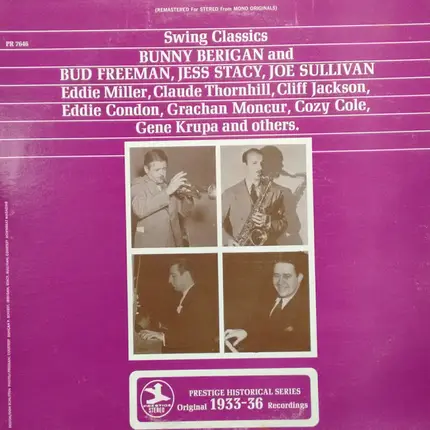 (REMASTERED For STEREO From MONO ORIGINALS)
PR 7646
Swing Classics
BUNNY BERIGAN and
BUD FREEMAN, JESS STACY, JOE SULLIVAN
Eddie Miller, Claude Thornhill, Cliff Jackson,
Eddie Condon, Grachan Moncur, Cozy Cole,
Gene Krupa and others.
PRESTIGE
STEREO
PRESTIGE HISTORICAL SERIES
Original 1933-36 Recordings